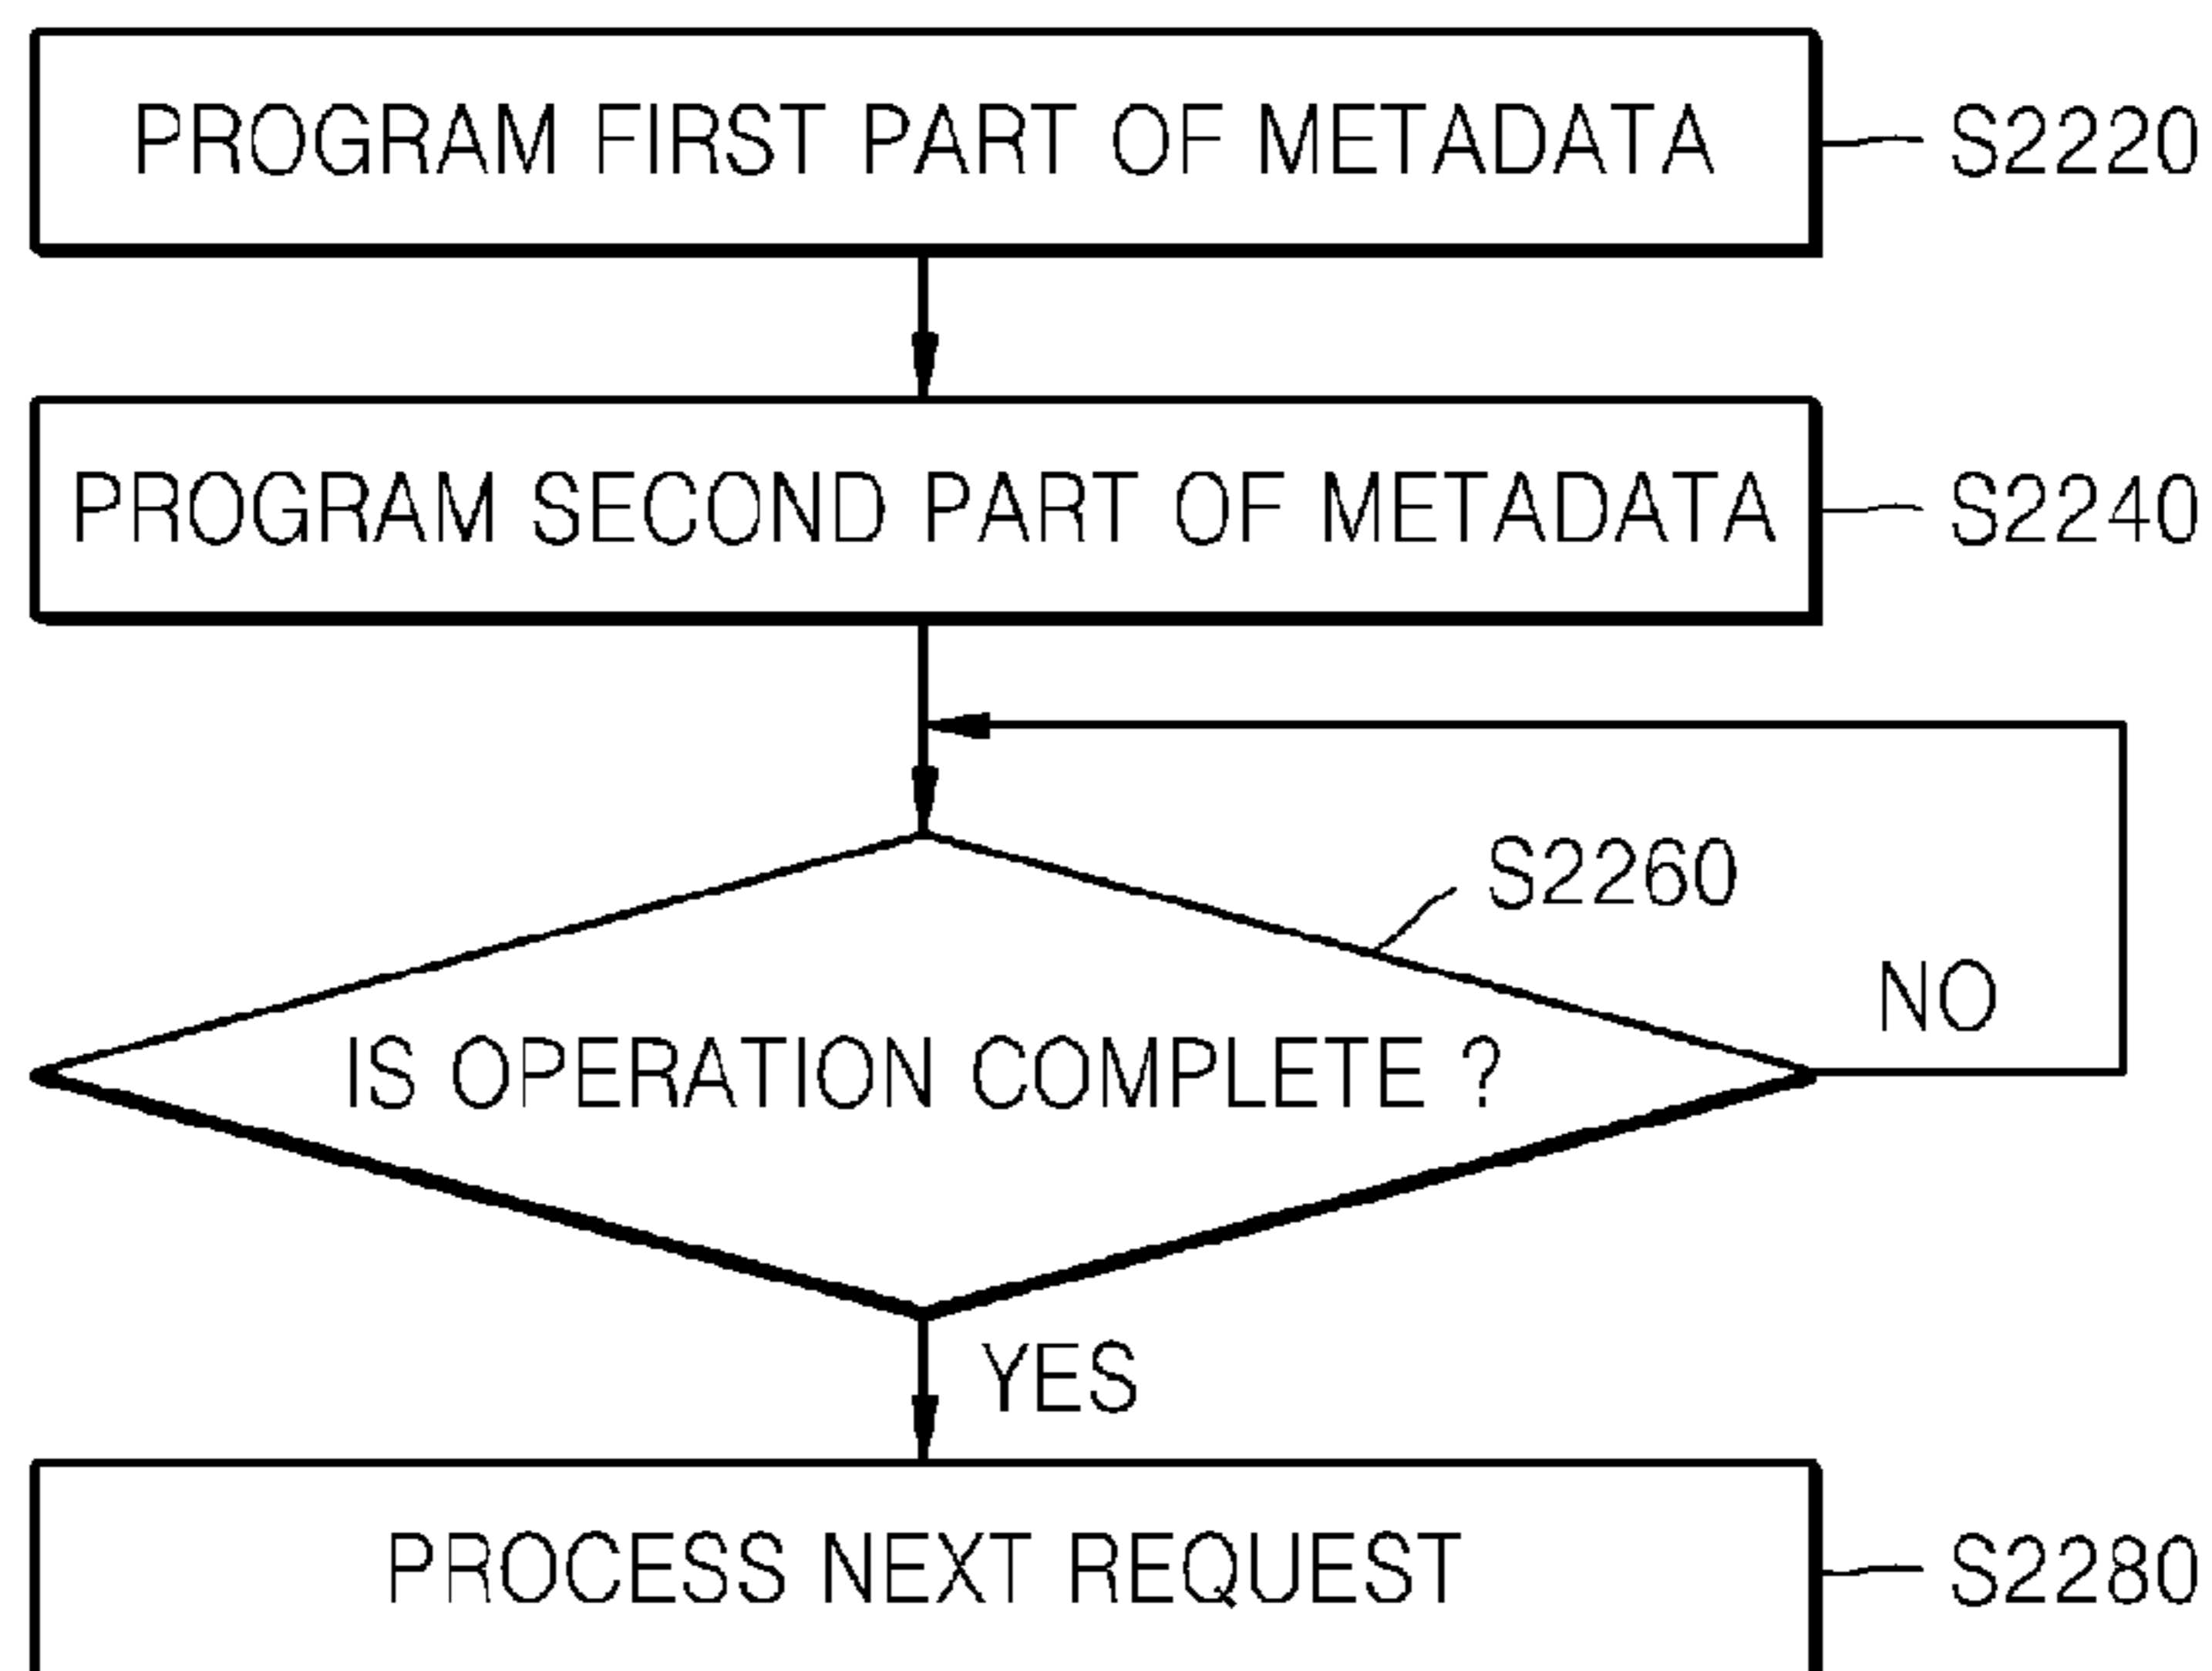 PROGRAM FIRST PART OF METADATA S2220
PROGRAM SECOND PART OF METADATA S2240
S2260
NO
IS OPERATION COMPLETE ?
YES
PROCESS NEXT REQUEST S2280